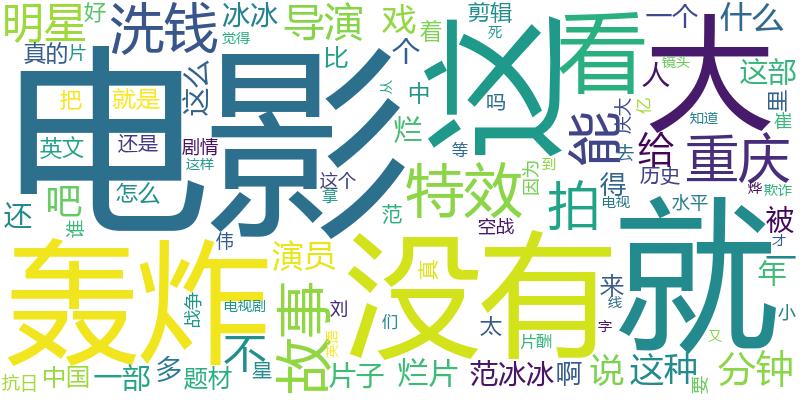 明星
好
洗钱
冰冰
导演
戏
剪辑
一个
什么
真的
片
觉得
着
死
这么
比
个
看
大
镜头
人
这部
电影
这
把
就是
从
中
吗
能
庆大
亿
知道
里
英文
还是
剧情
烂
等
讲
给
重庆
崔
这样
这个
因为
到
历史
怎么
拿
特效
得
电视
水平
烨
欺诈
还
吧
谁
范
空战
拍
被
伟
才
轰炸
演员
没有
真
就
一
年
来
线
战争
电视剧
故事
刘
们
太
片酬
字
小
不
英语
又
抗日
中国
一部
多
题材
星
片子
烂片
范冰冰
啊
说
这种
要
分钟